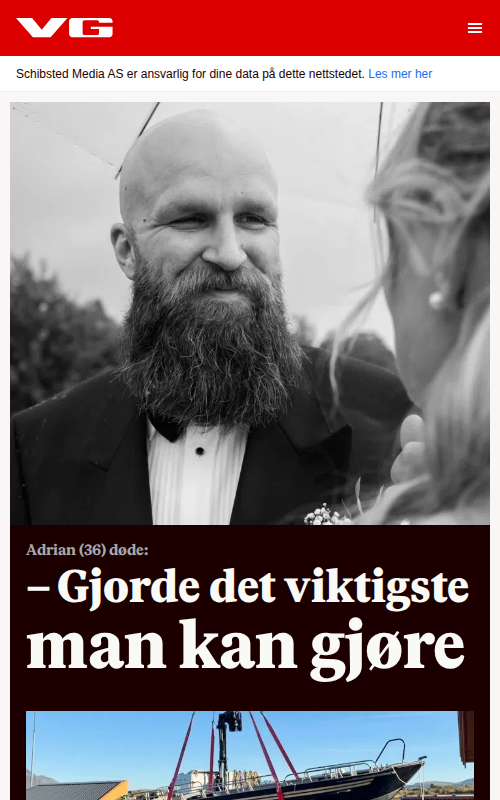 VG
Schibsted Media AS er ansvarlig for dine data på dette nettstedet. Les mer her
Adrian (36) døde:
– Gjorde det viktigste
man kan gjøre